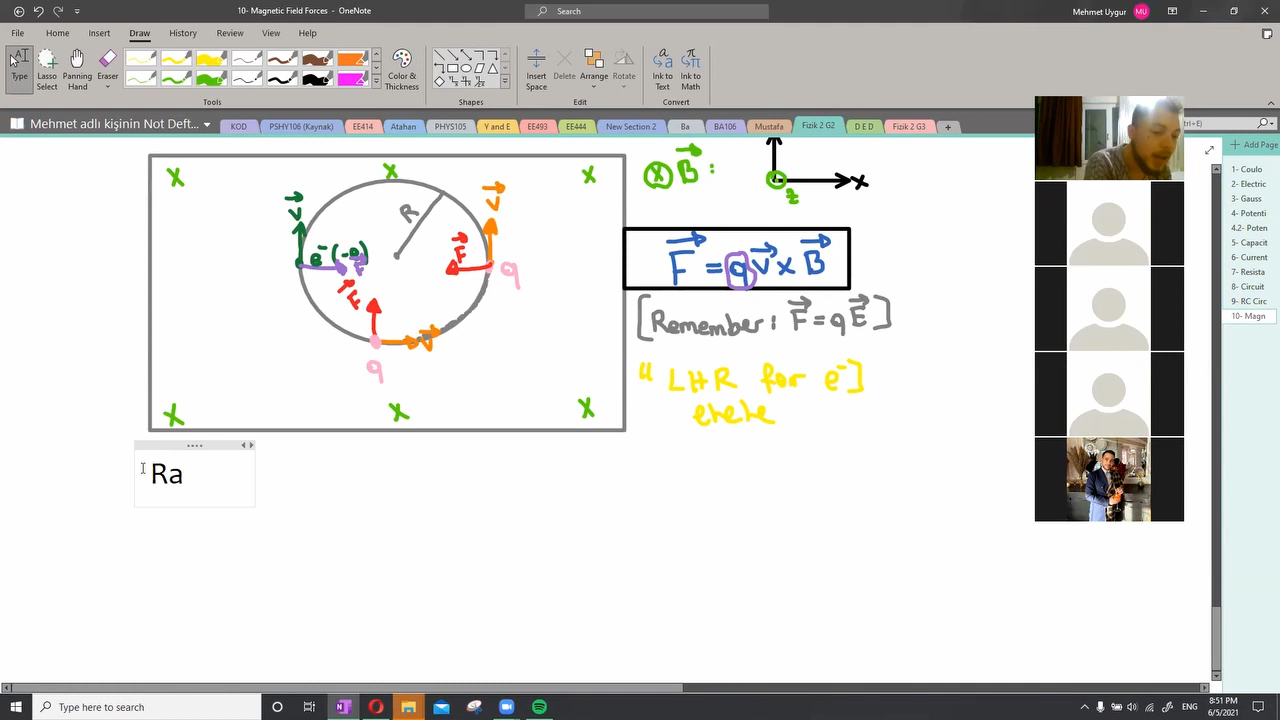 10- Magnetic Field Forces - OneNote
Search
Mehmet Uygur
MU
File Home Insert Draw History Review View Help
Type
Lasso Select
Panning Hand
Eraser
Color & Thickness
Insert Space
Delete
Arrange
Rotate
Ink to Text
Ink to Math
Tools
Shapes
Edit
Convert
Mehmet adlı kişinin Not Deft...
KOD PSHY106 (Kaynak) EE414 Atahan PHYS105 Y and E EE493 EE444 New Section 2 Ba BA106 Mustafa Fizik 2 G2 D E D Fizik 2 G3 +
trl+E)
Add Page
1- Coulo
2- Electric
3- Gauss
4- Potenti
4.2- Poten
5- Capacit
6- Current
7- Resista
8- Circuit
9- RC Circ
10- Magn
X X X
B⃗ :
x
z
V⃗
V⃗
R
e⁻(-e)
F⃗
F⃗
q
F⃗
V⃗
q
X X X
F⃗ = qV⃗ x B⃗
[Remember: F⃗ = qE⃗ ]
" LHR for e⁻]
Ra
Type here to search
ENG
8:51 PM
6/5/2021